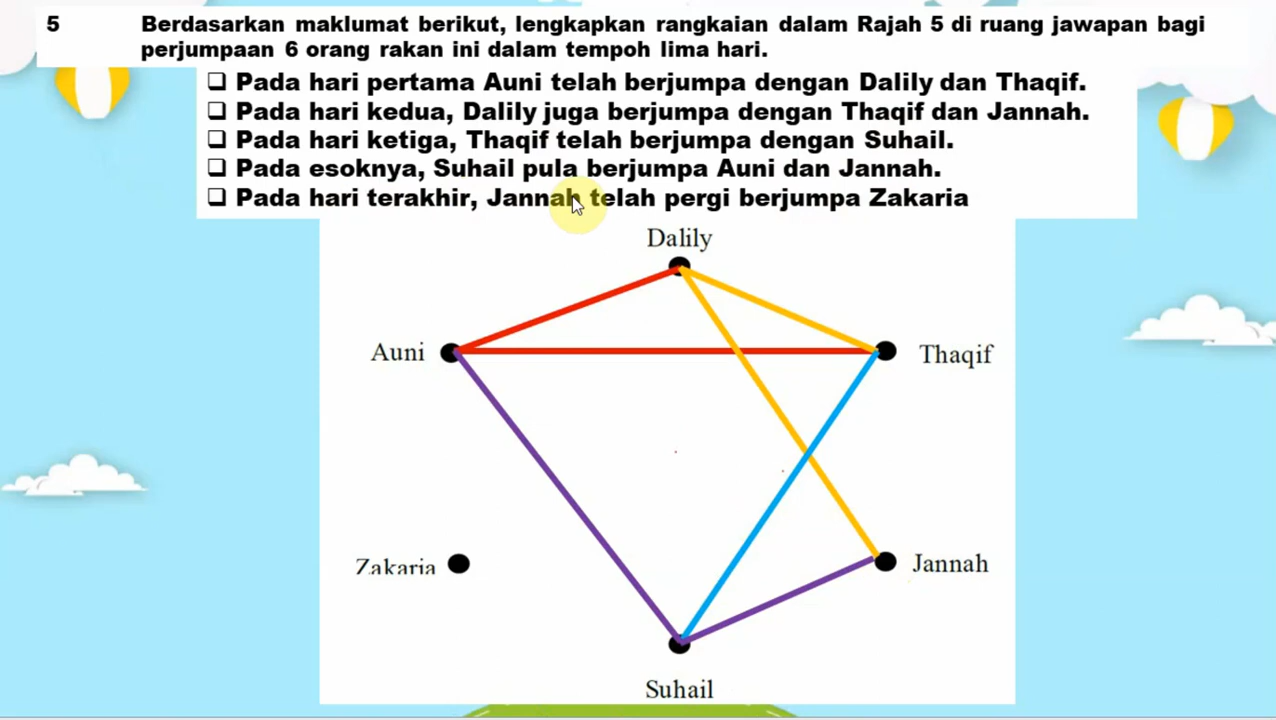 5 Berdasarkan maklumat berikut, lengkapkan rangkaian dalam Rajah 5 di ruang jawapan bagi
perjumpaan 6 orang rakan ini dalam tempoh lima hari.
❑ Pada hari pertama Auni telah berjumpa dengan Dalily dan Thaqif.
❑ Pada hari kedua, Dalily juga berjumpa dengan Thaqif dan Jannah.
❑ Pada hari ketiga, Thaqif telah berjumpa dengan Suhail.
❑ Pada esoknya, Suhail pula berjumpa Auni dan Jannah.
❑ Pada hari terakhir, Jannah telah pergi berjumpa Zakaria
Dalily
Auni
Thaqif
Zakaria
Jannah
Suhail